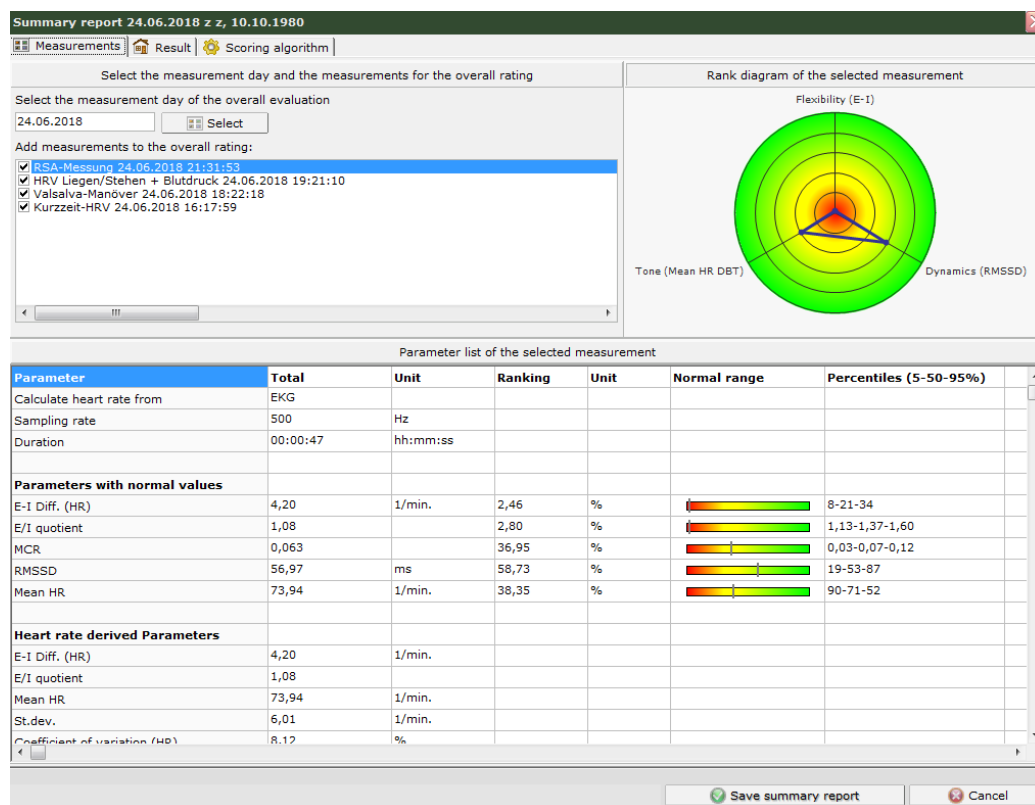 Summary report 24.06.2018 z z, 10.10.1980
Measurements Result Scoring algorithm
Select the measurement day and the measurements for the overall rating
Select the measurement day of the overall evaluation
24.06.2018 Select
Add measurements to the overall rating:
RSA-Messung 24.06.2018 21:31:53
HRV Liegen/Stehen + Blutdruck 24.06.2018 19:21:10
Valsalva-Manöver 24.06.2018 18:22:18
Kurzzeit-HRV 24.06.2018 16:17:59
Rank diagram of the selected measurement
Flexibility (E-I)
Tone (Mean HR DBT) Dynamics (RMSSD)
Parameter list of the selected measurement
Parameter Total Unit Ranking Unit Normal range Percentiles (5-50-95%)
Calculate heart rate from EKG
Sampling rate 500 Hz
Duration 00:00:47 hh:mm:ss
Parameters with normal values
E-I Diff. (HR) 4,20 1/min. 2,46 % 8-21-34
E/I quotient 1,08 2,80 % 1,13-1,37-1,60
MCR 0,063 36,95 % 0,03-0,07-0,12
RMSSD 56,97 ms 58,73 % 19-53-87
Mean HR 73,94 1/min. 38,35 % 90-71-52
Heart rate derived Parameters
E-I Diff. (HR) 4,20 1/min.
E/I quotient 1,08
Mean HR 73,94 1/min.
St.dev. 6,01 1/min.
Coefficient of variation (HR) 8,12 %
Save summary report Cancel